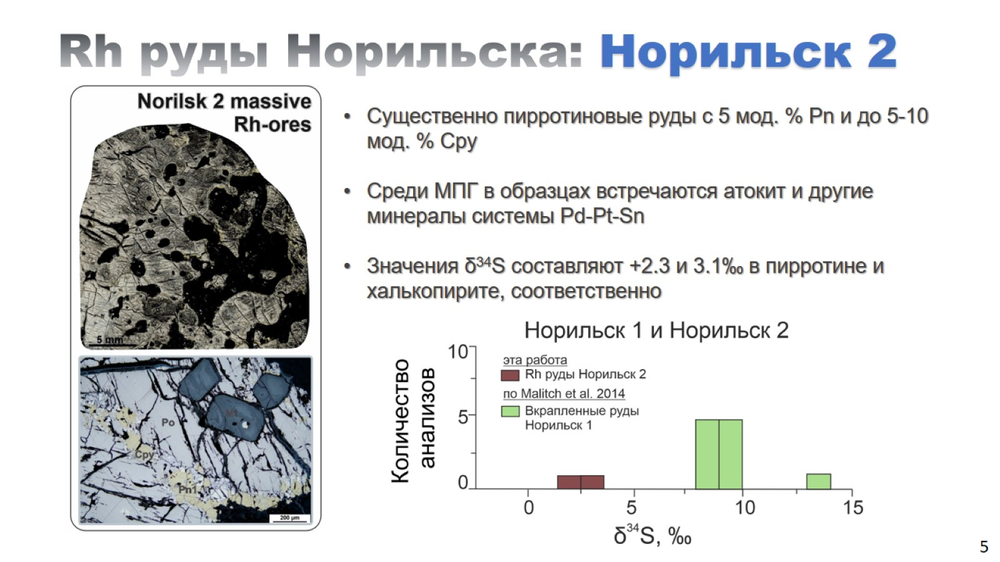 Rh руды Норильска: Норильск 2
Norilsk 2 massive
Rh-ores
5 mm
Po
Mt
Cpy
Pn1
200 µm
• Существенно пирротиновые руды с 5 мод. % Pn и до 5-10
мод. % Cpy
• Среди МПГ в образцах встречаются атокит и другие
минералы системы Pd-Pt-Sn
• Значения δ³⁴S составляют +2.3 и 3.1‰ в пирротине и
халькопирите, соответственно
Норильск 1 и Норильск 2
Количество
анализов
10
5
0
эта работа
Rh руды Норильск 2
по Malitch et al. 2014
Вкрапленные руды
Норильск 1
0 5 10 15
δ³⁴S, ‰
5